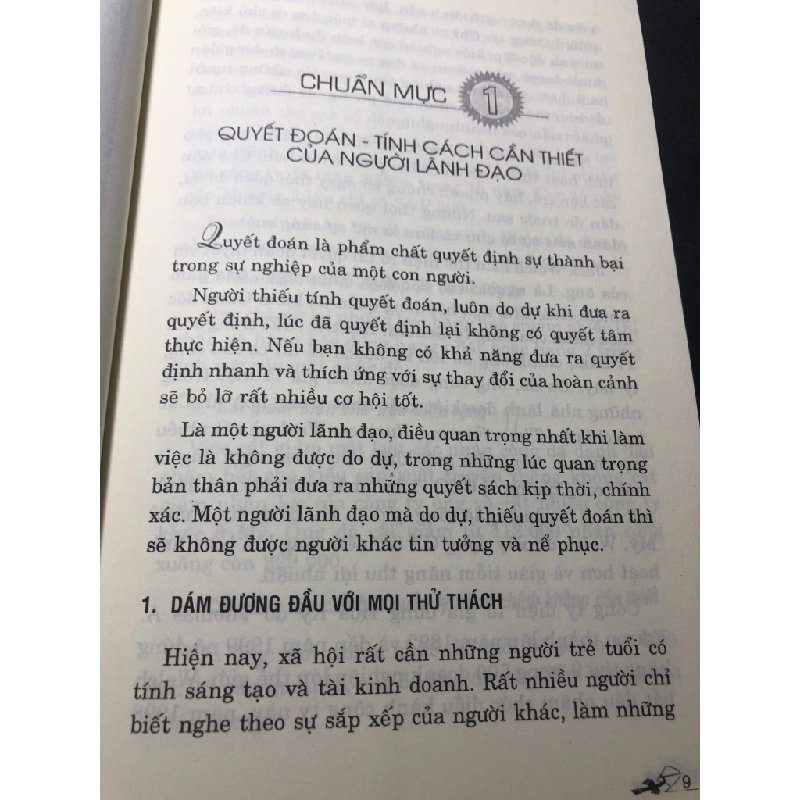 CHUẨN MỰC 1
QUYẾT ĐOÁN - TÍNH CÁCH CẦN THIẾT
CỦA NGƯỜI LÃNH ĐẠO
Quyết đoán là phẩm chất quyết định sự thành bại
trong sự nghiệp của một con người.
Người thiếu tính quyết đoán, luôn do dự khi đưa ra
quyết định, lúc đã quyết định lại không có quyết tâm
thực hiện. Nếu bạn không có khả năng đưa ra quyết
định nhanh và thích ứng với sự thay đổi của hoàn cảnh
sẽ bỏ lỡ rất nhiều cơ hội tốt.
Là một người lãnh đạo, điều quan trọng nhất khi làm
việc là không được do dự, trong những lúc quan trọng
bản thân phải đưa ra những quyết sách kịp thời, chính
xác. Một người lãnh đạo mà do dự, thiếu quyết đoán thì
sẽ không được người khác tin tưởng và nể phục.
1. DÁM ĐƯƠNG ĐẦU VỚI MỌI THỬ THÁCH
Hiện nay, xã hội rất cần những người trẻ tuổi có
tính sáng tạo và tài kinh doanh. Rất nhiều người chỉ
biết nghe theo sự sắp xếp của người khác, làm những
9